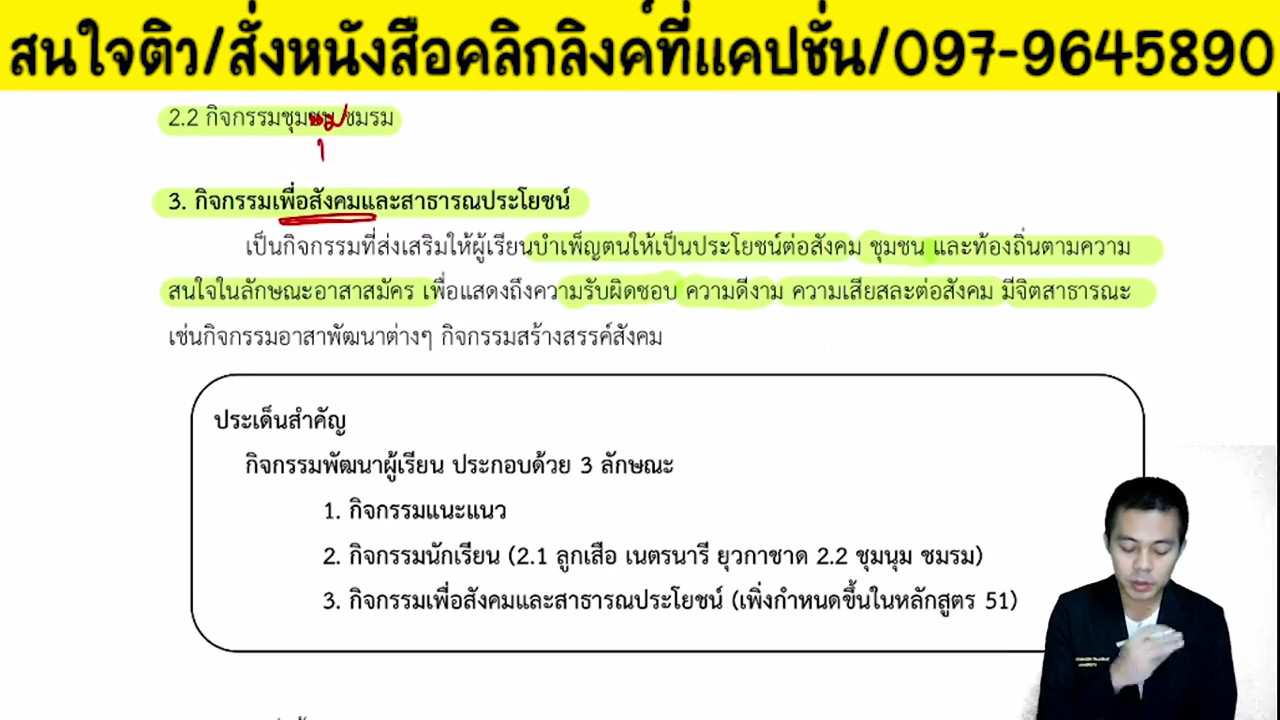 สนใจติว/สั่งหนังสือคลิกลิงค์ที่แคปชั่น/097-9645890
2.2 กิจกรรมชุม ชมรม
3. กิจกรรมเพื่อสังคมและสาธารณประโยชน์
เป็นกิจกรรมที่ส่งเสริมให้ผู้เรียนบำเพ็ญตนให้เป็นประโยชน์ต่อสังคม ชุมชน และท้องถิ่นตามความ
สนใจในลักษณะอาสาสมัคร เพื่อแสดงถึงความรับผิดชอบ ความดีงาม ความเสียสละต่อสังคม มีจิตสาธารณะ
เช่นกิจกรรมอาสาพัฒนาต่างๆ กิจกรรมสร้างสรรค์สังคม
ประเด็นสำคัญ
กิจกรรมพัฒนาผู้เรียน ประกอบด้วย 3 ลักษณะ
1. กิจกรรมแนะแนว
2. กิจกรรมนักเรียน (2.1 ลูกเสือ เนตรนารี ยุวกาชาด 2.2 ชุมนุม ชมรม)
3. กิจกรรมเพื่อสังคมและสาธารณประโยชน์ (เพิ่งกำหนดขึ้นในหลักสูตร 51)